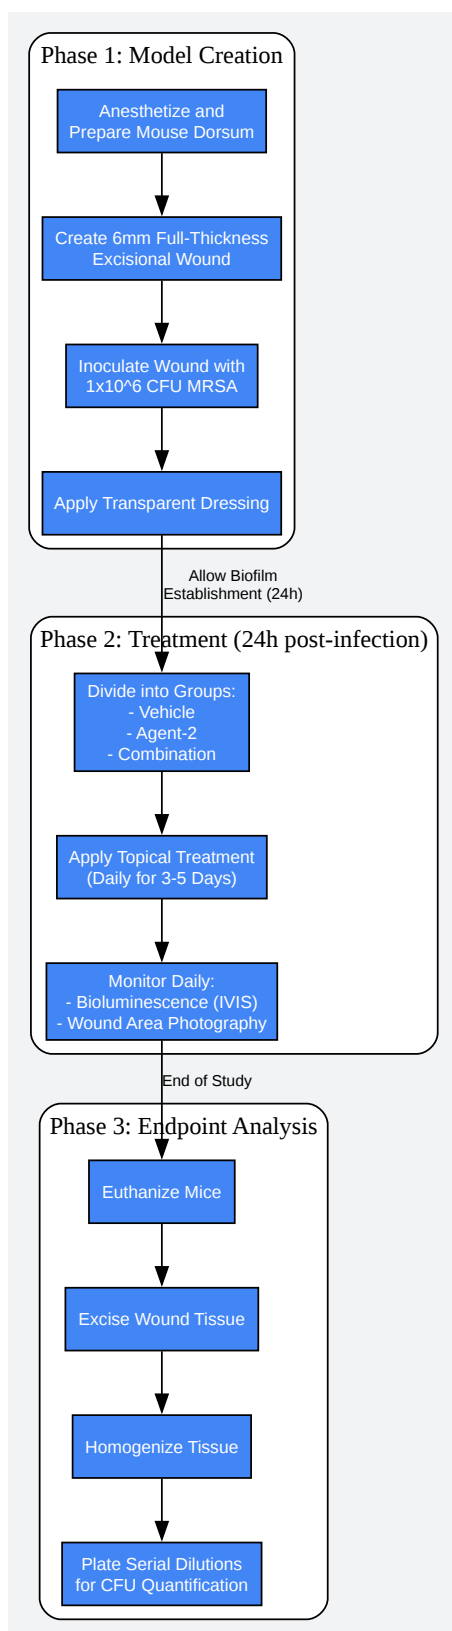 Phase 1: Model Creation
Anesthetize and
Prepare Mouse Dorsum
Create 6mm Full-Thickness
Excisional Wound
Inoculate Wound with
1x10^6 CFU MRSA
Apply Transparent Dressing
Allow Biofilm
Establishment (24h)
Phase 2: Treatment (24h post-infection)
Divide into Groups:
- Vehicle
- Agent-2
- Combination
Apply Topical Treatment
(Daily for 3-5 Days)
Monitor Daily:
- Bioluminescence (IVIS)
- Wound Area Photography
End of Study
Phase 3: Endpoint Analysis
Euthanize Mice
Excise Wound Tissue
Homogenize Tissue
Plate Serial Dilutions
for CFU Quantification